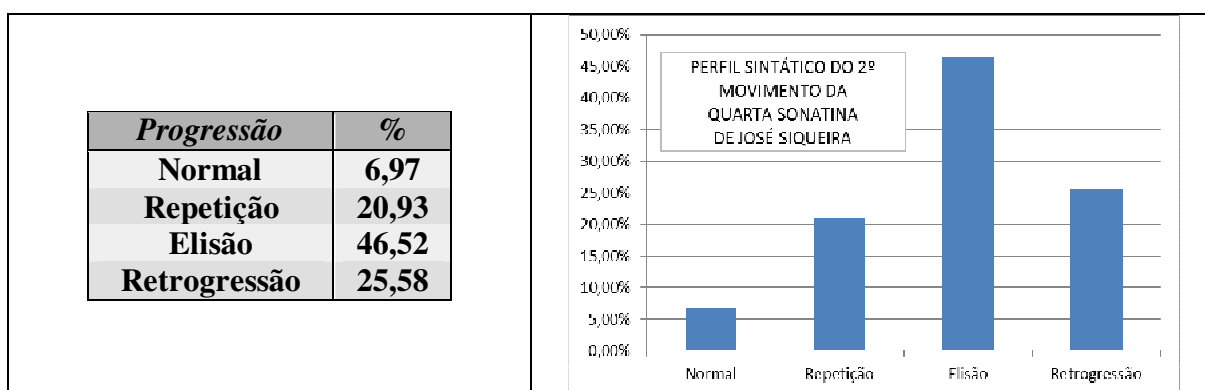 Progressão %
Normal 6,97
Repetição 20,93
Elisão 46,52
Retrogressão 25,58
50,00%
45,00%
40,00%
35,00%
30,00%
25,00%
20,00%
15,00%
10,00%
5,00%
0,00%
PERFIL SINTÁTICO DO 2º
MOVIMENTO DA
QUARTA SONATINA
DE JOSÉ SIQUEIRA
Normal Repetição Elisão Retrogressão